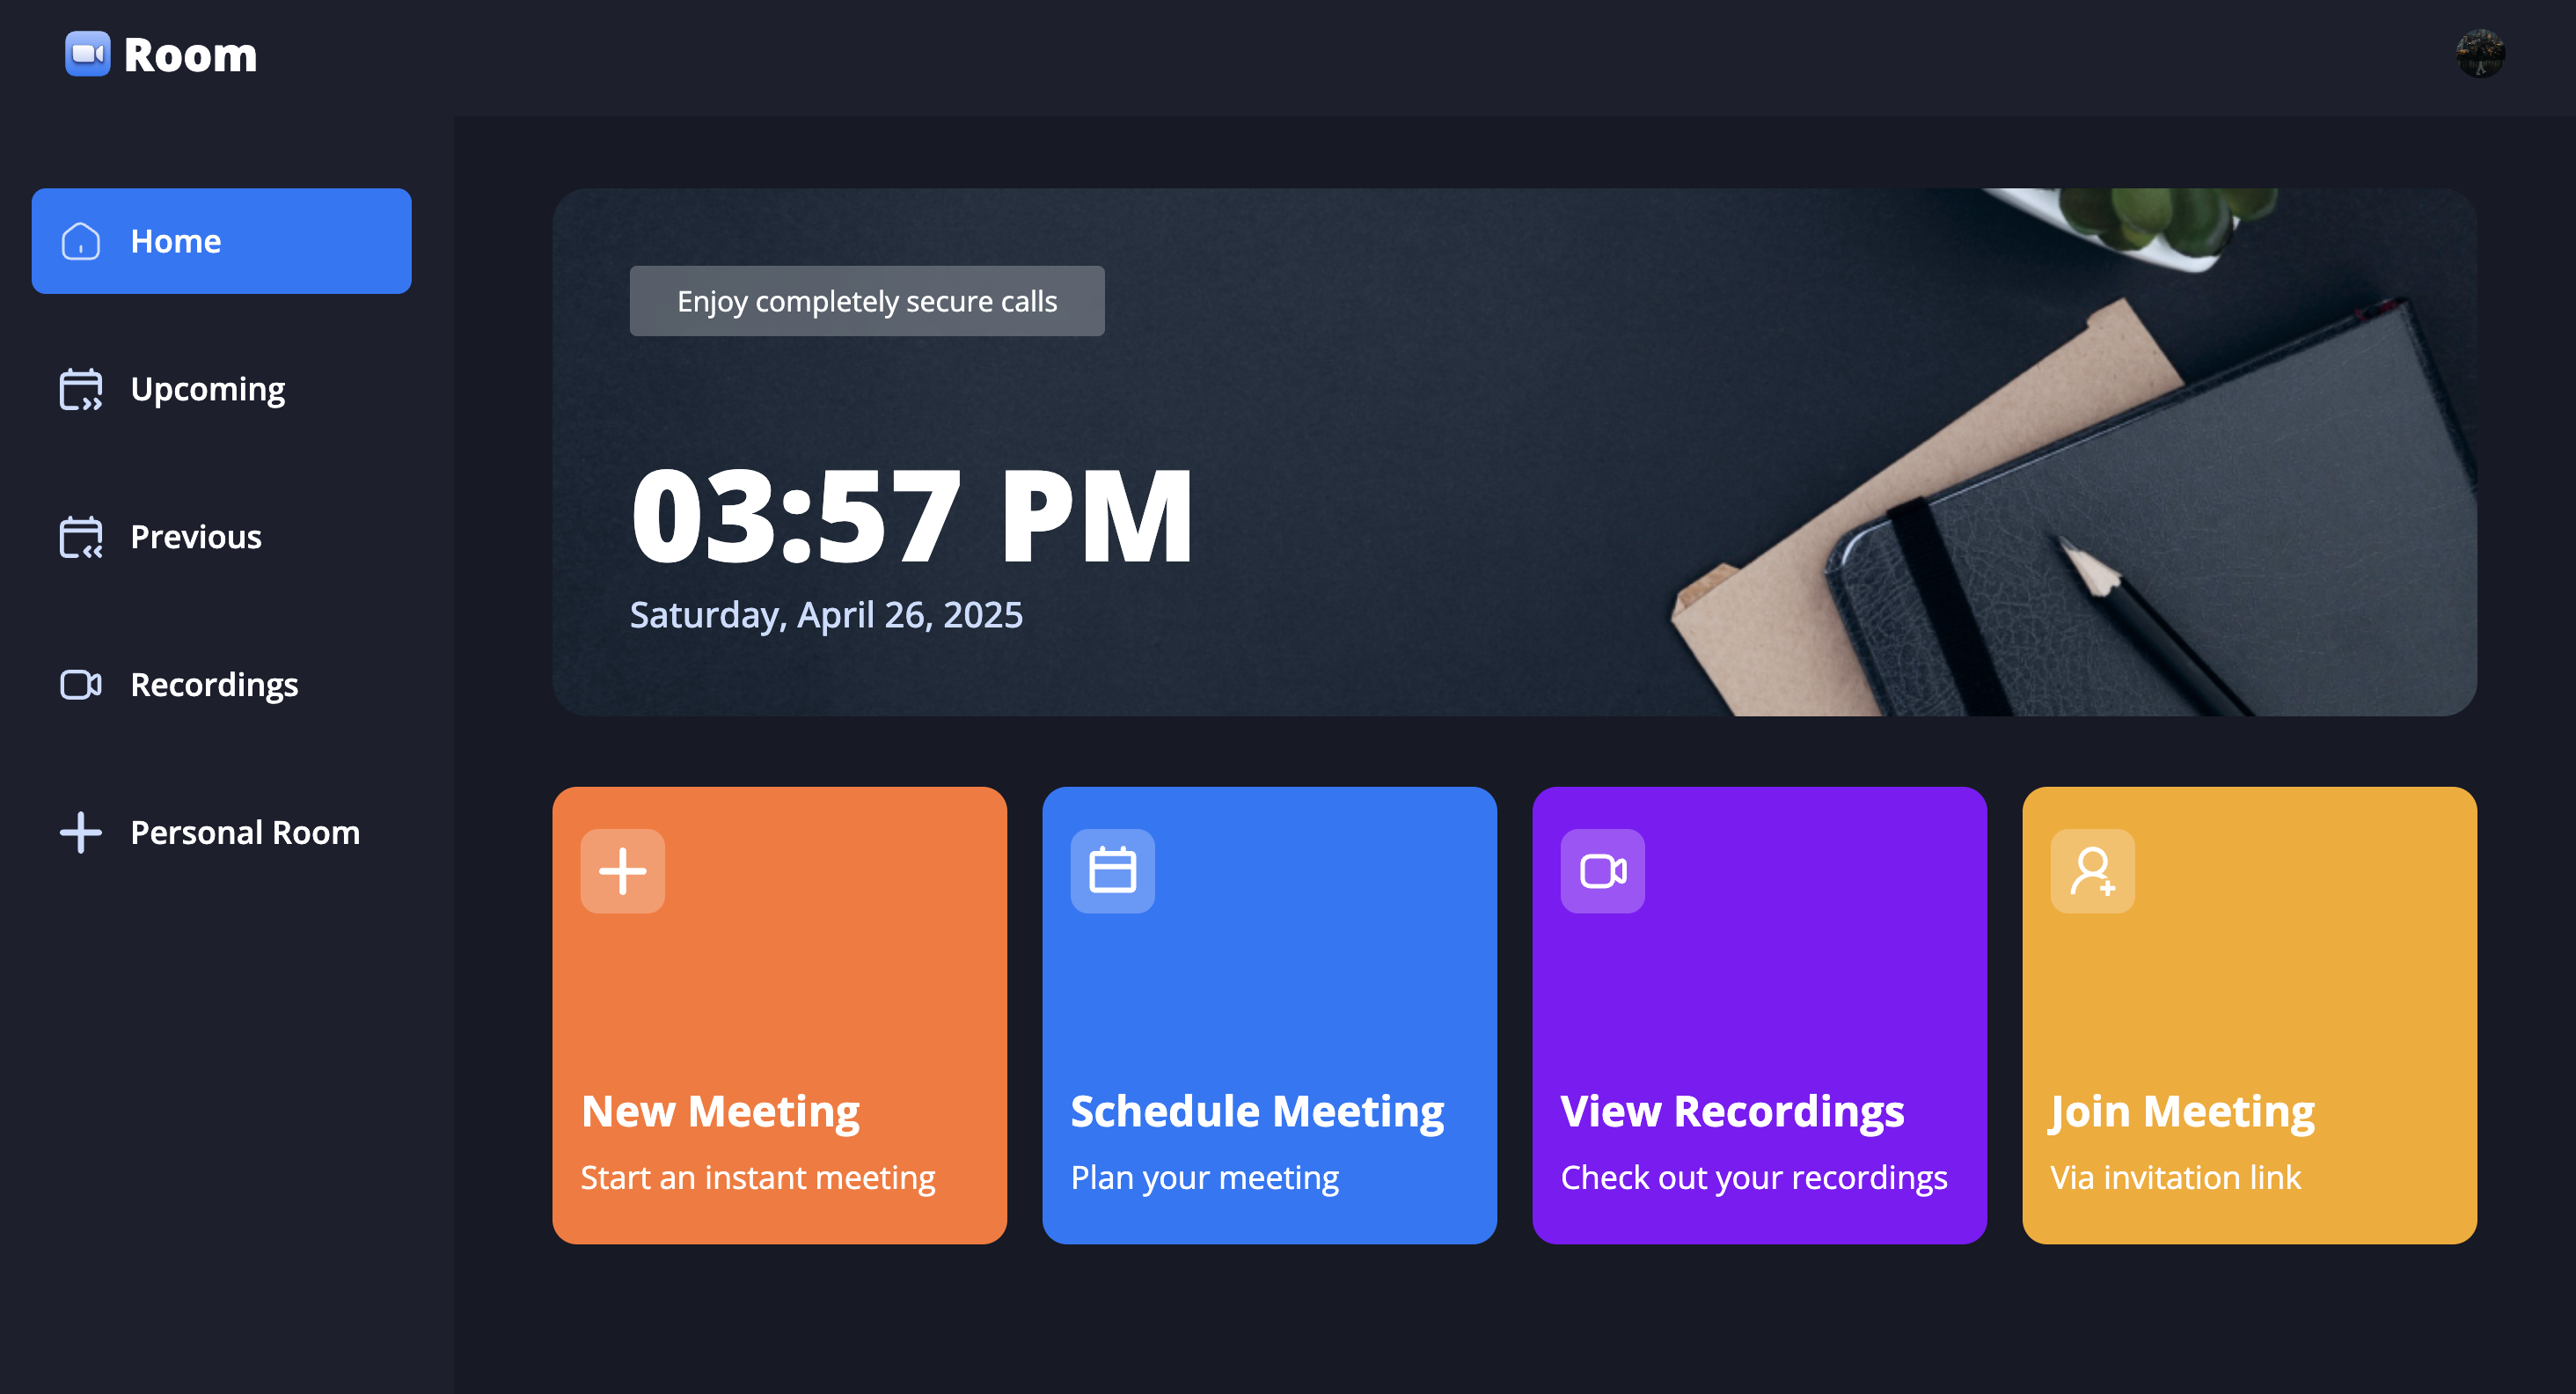 Room
Home
Upcoming
Previous
Recordings
Personal Room
Enjoy completely secure calls
03:57 PM
Saturday, April 26, 2025
New Meeting
Start an instant meeting
Schedule Meeting
Plan your meeting
View Recordings
Check out your recordings
Join Meeting
Via invitation link